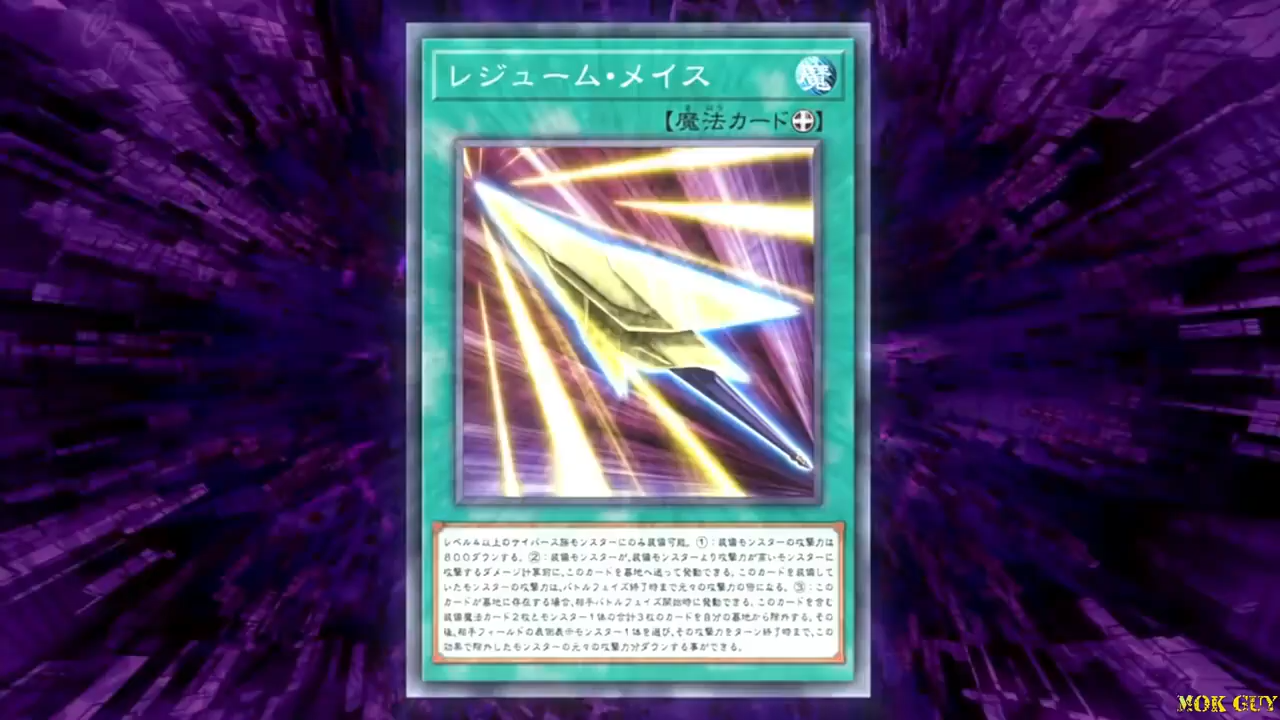 レジューム・メイス
魔
【魔法カード】
レベル4以上のサイバース族モンスターにのみ装備可能。①:装備モンスターの攻撃力は
800ダウンする。②:装備モンスターが、装備モンスターより攻撃力が高いモンスターに
攻撃するダメージ計算前に、このカードを墓地へ送って発動できる。このカードを装備して
いたモンスターの攻撃力は、バトルフェイズ終了時まで元々の攻撃力の倍になる。③:この
カードが墓地に存在する場合、相手バトルフェイズ開始時に発動できる。このカードを含む
装備魔法カード2枚とモンスター1体の合計3枚のカードを自分の墓地から除外する。その
後、相手フィールドの表側表示モンスター1体を選び、その攻撃力をターン終了時まで、この
効果で除外したモンスターの元々の攻撃力分ダウンする事ができる。
MOK GUY